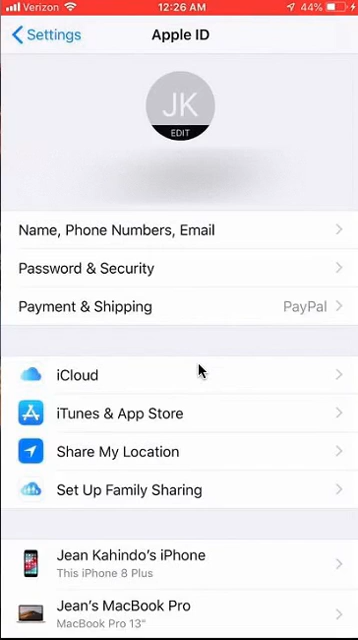 Verizon 12:26 AM 44%
Settings Apple ID
JK
EDIT
Name, Phone Numbers, Email
Password & Security
Payment & Shipping PayPal
iCloud
iTunes & App Store
Share My Location
Set Up Family Sharing
Jean Kahindo's iPhone
This iPhone 8 Plus
Jean's MacBook Pro
MacBook Pro 13"